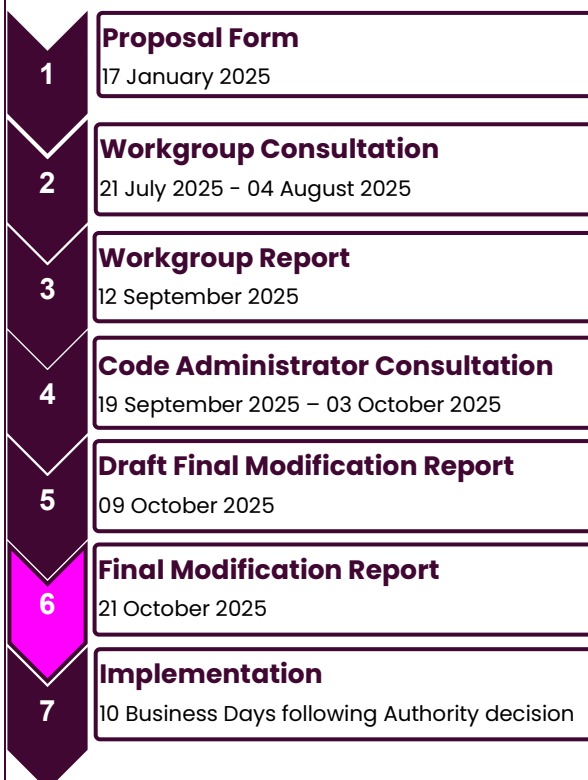 1
Proposal Form
17 January 2025
2
Workgroup Consultation
21 July 2025 - 04 August 2025
3
Workgroup Report
12 September 2025
4
Code Administrator Consultation
19 September 2025 – 03 October 2025
5
Draft Final Modification Report
09 October 2025
6
Final Modification Report
21 October 2025
7
Implementation
10 Business Days following Authority decision